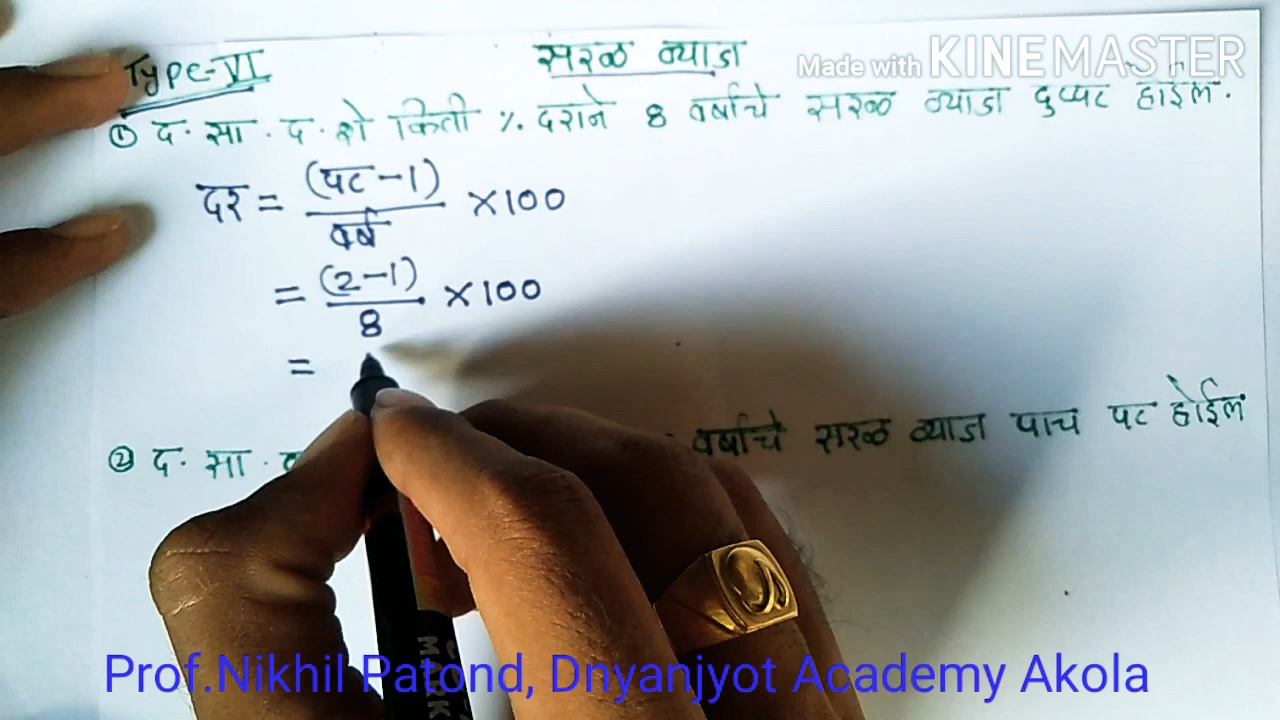 Type-VI सरळ व्याज
Made with KINEMASTER
① द. सा. द. शे किती % दराने 8 वर्षाचे सरळ व्याज दुप्पट होईल.
दर = (पट - 1) / वर्ष × 100
= (2-1) / 8 × 100
=
② द. सा. वर्षाचे सरळ व्याज पाच पट होईल
Prof.Nikhil Patond, Dnyanjyot Academy Akola